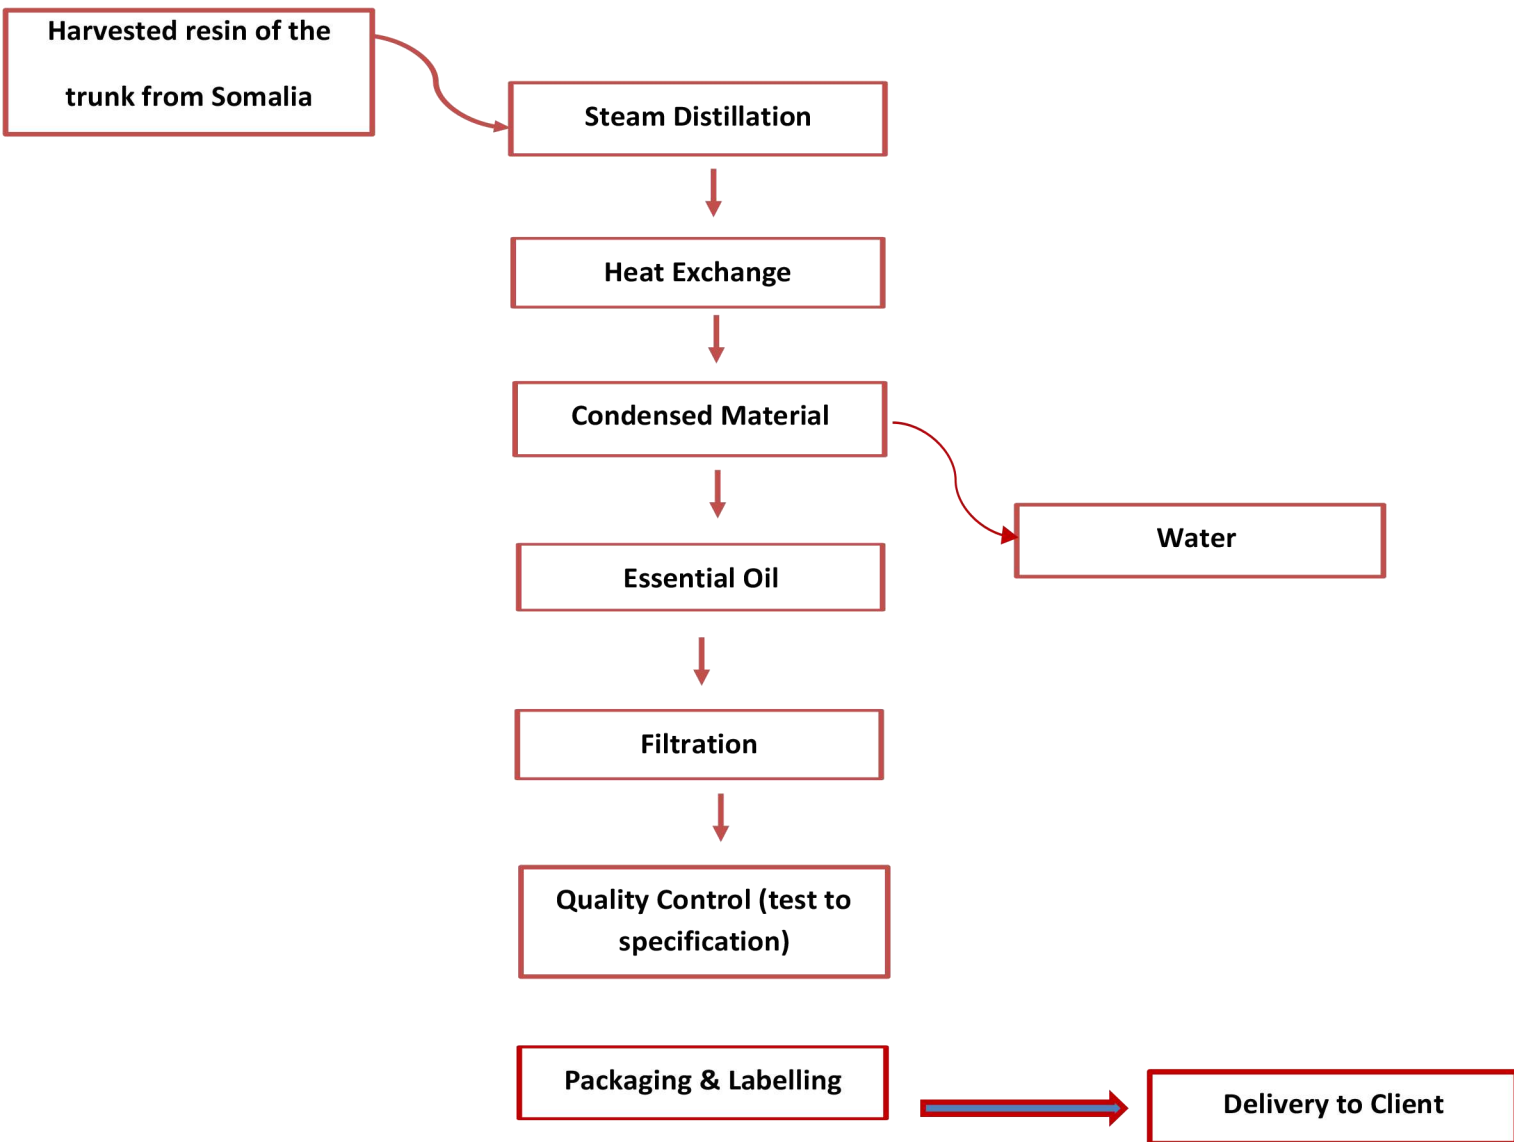 Harvested resin of the
trunk from Somalia
Steam Distillation
Heat Exchange
Condensed Material
Water
Essential Oil
Filtration
Quality Control (test to
specification)
Packaging & Labelling
Delivery to Client